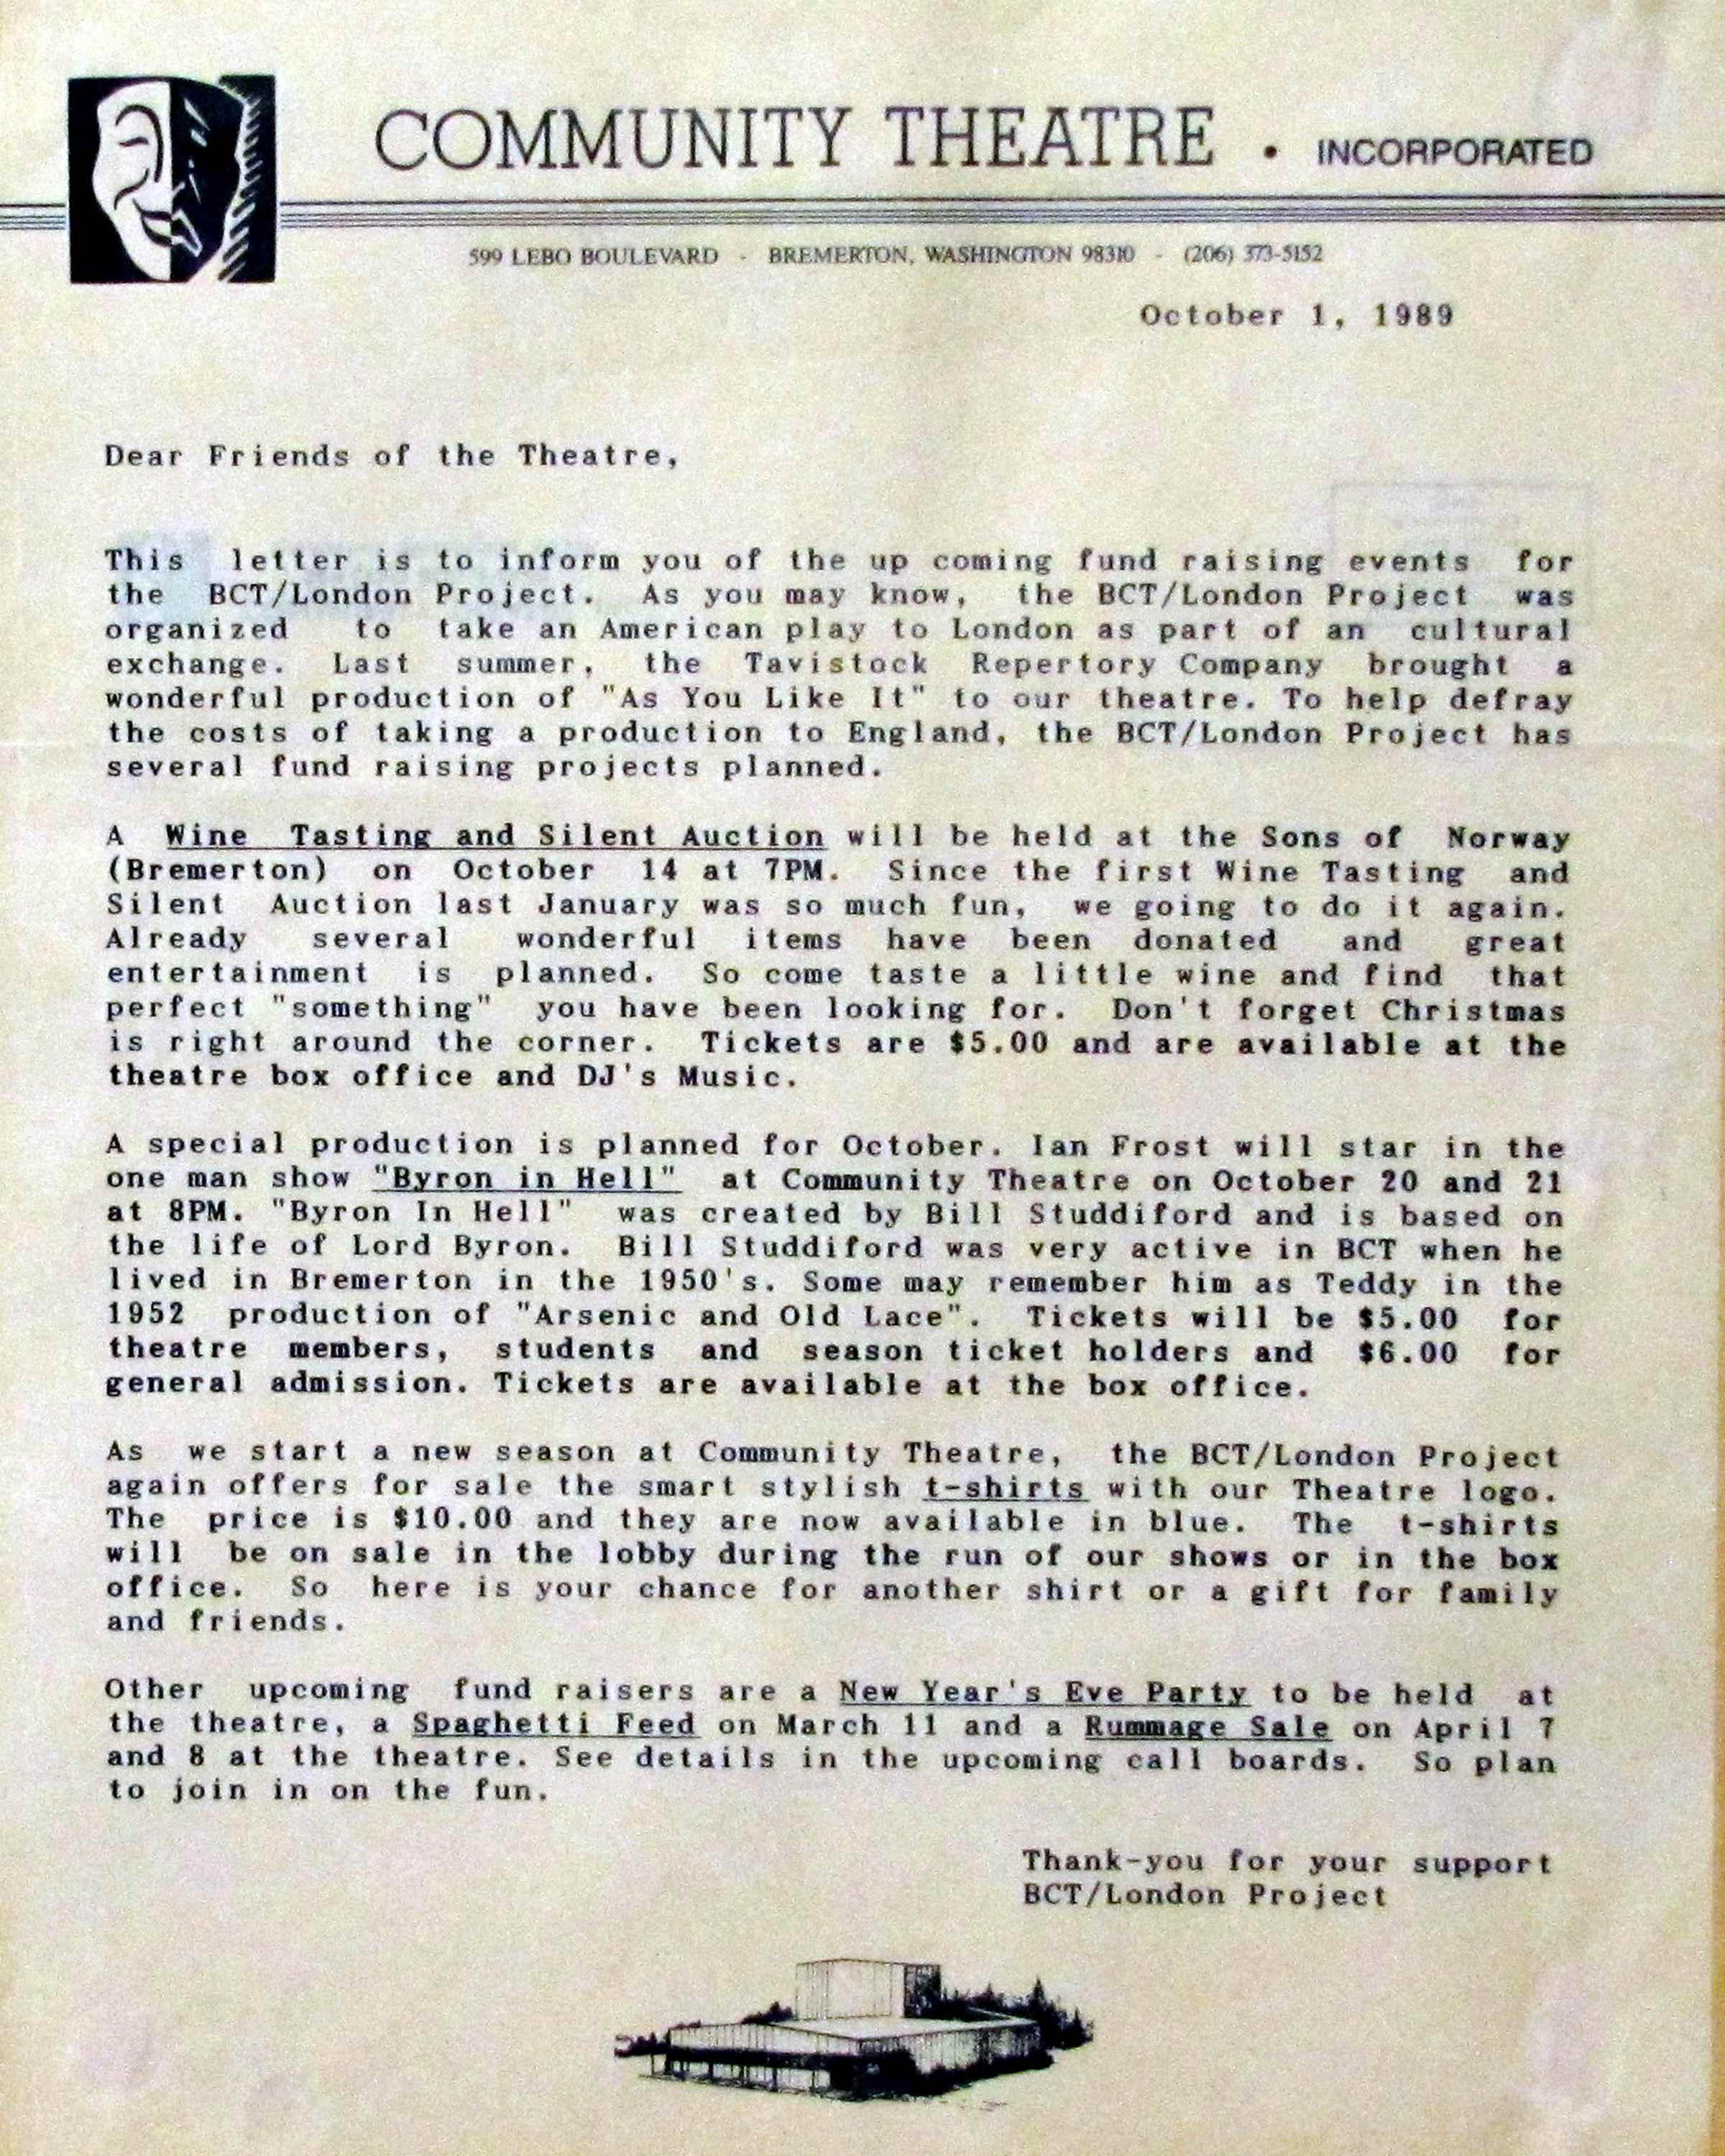 COMMUNITY THEATRE • INCORPORATED
599 LEBO BOULEVARD - BREMERTON, WASHINGTON 98310 - (206) 373-5152
October 1, 1989
Dear Friends of the Theatre,
This letter is to inform you of the up coming fund raising events for
the BCT/London Project. As you may know, the BCT/London Project was
organized to take an American play to London as part of an cultural
exchange. Last summer, the Tavistock Repertory Company brought a
wonderful production of "As You Like It" to our theatre. To help defray
the costs of taking a production to England, the BCT/London Project has
several fund raising projects planned.
A Wine Tasting and Silent Auction will be held at the Sons of Norway
(Bremerton) on October 14 at 7PM. Since the first Wine Tasting and
Silent Auction last January was so much fun, we going to do it again.
Already several wonderful items have been donated and great
entertainment is planned. So come taste a little wine and find that
perfect "something" you have been looking for. Don't forget Christmas
is right around the corner. Tickets are $5.00 and are available at the
theatre box office and DJ's Music.
A special production is planned for October. Ian Frost will star in the
one man show "Byron in Hell" at Community Theatre on October 20 and 21
at 8PM. "Byron In Hell" was created by Bill Studdiford and is based on
the life of Lord Byron. Bill Studdiford was very active in BCT when he
lived in Bremerton in the 1950's. Some may remember him as Teddy in the
1952 production of "Arsenic and Old Lace". Tickets will be $5.00 for
theatre members, students and season ticket holders and $6.00 for
general admission. Tickets are available at the box office.
As we start a new season at Community Theatre, the BCT/London Project
again offers for sale the smart stylish t-shirts with our Theatre logo.
The price is $10.00 and they are now available in blue. The t-shirts
will be on sale in the lobby during the run of our shows or in the box
office. So here is your chance for another shirt or a gift for family
and friends.
Other upcoming fund raisers are a New Year's Eve Party to be held at
the theatre, a Spaghetti Feed on March 11 and a Rummage Sale on April 7
and 8 at the theatre. See details in the upcoming call boards. So plan
to join in on the fun.
Thank-you for your support
BCT/London Project